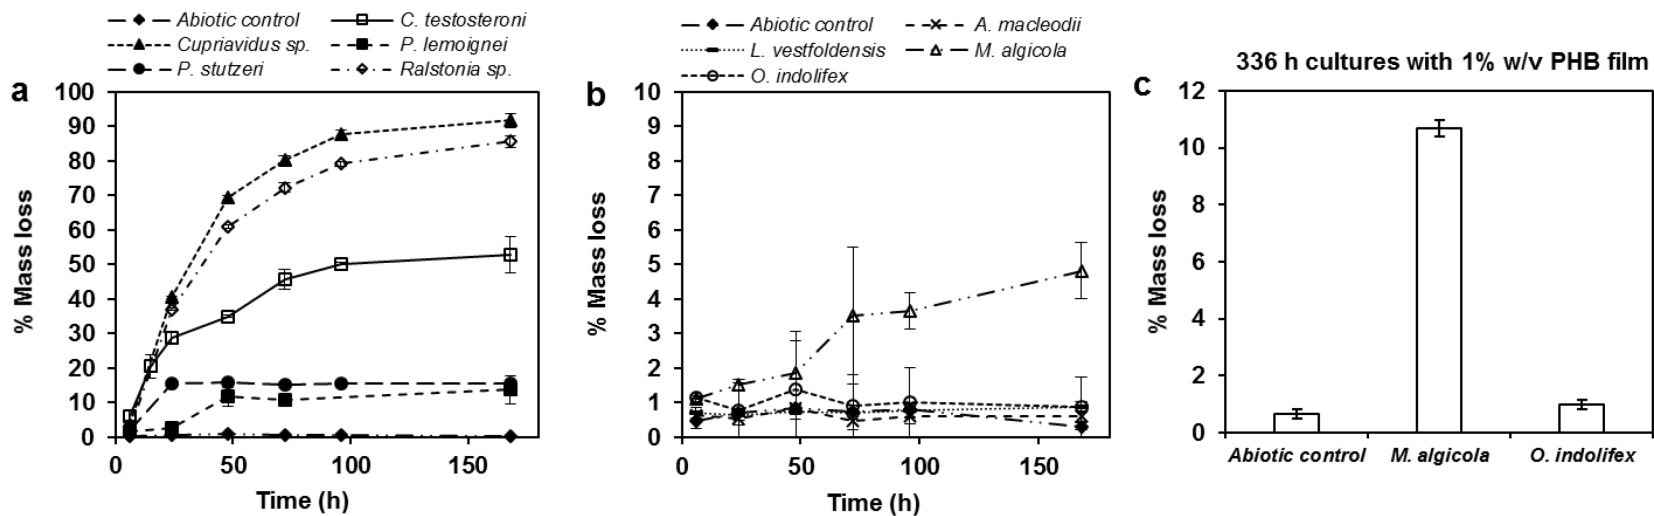 Abiotic control
C. testosteroni
Cupriavidus sp.
P. lemoignei
P. stutzeri
Ralstonia sp.
a
100
90
80
70
60
50
40
30
20
10
0
% Mass loss
0
50
100
150
Time (h)
Abiotic control
A. macleodii
L. vestfoldensis
M. algicola
O. indolifex
b
10
9
8
7
6
5
4
3
2
1
0
% Mass loss
0
50
100
150
Time (h)
336 h cultures with 1% w/v PHB film
c
12
10
8
6
4
2
0
% Mass loss
Abiotic control
M. algicola
O. indolifex